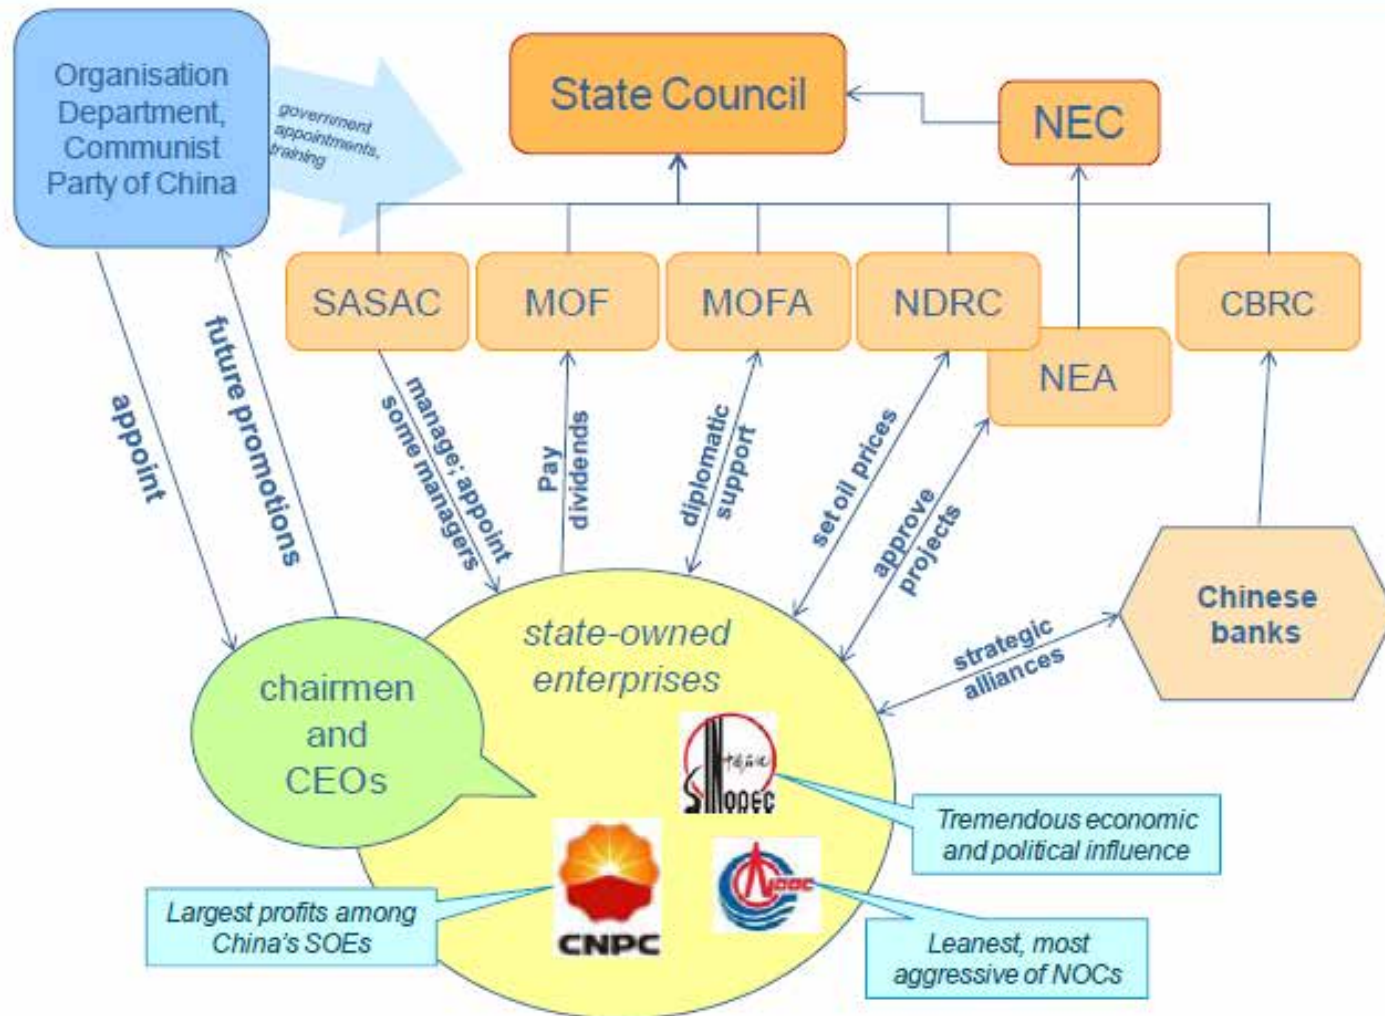 Organisation
Department,
Communist
Party of China
government
appointments,
training
State Council
NEC
SASAC
MOF
MOFA
NDRC
NEA
CBRC
appoint
future promotions
manage; appoint
some managers
Pay
dividends
diplomatic
support
set oil prices
approve
projects
strategic
alliances
Chinese
banks
state-owned
enterprises
chairmen
and
CEOs
SINOPEC
CNPC
CNOOC
Tremendous economic
and political influence
Largest profits among
China's SOEs
Leanest, most
aggressive of NOCs